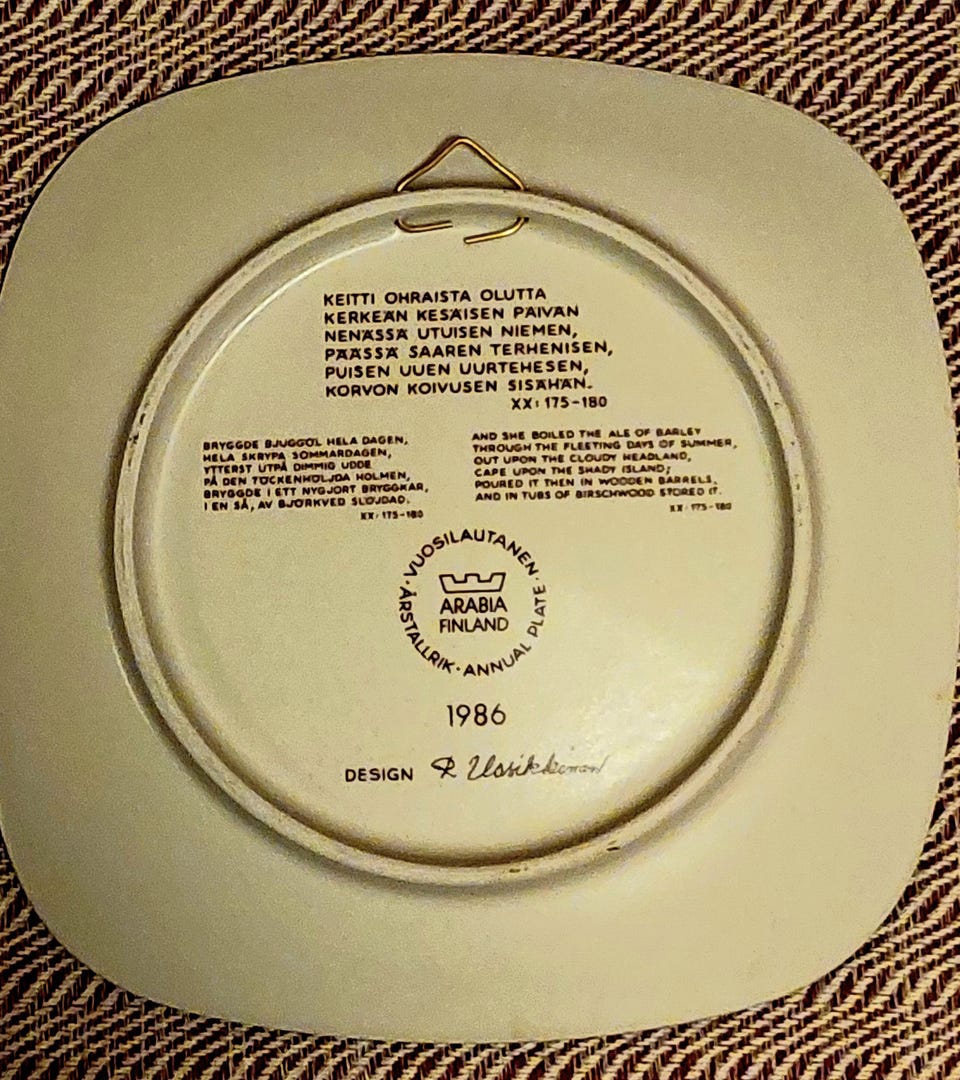 KEITTI OHRAISTA OLUTTA
KERKEÄN KESÄISEN PÄIVÄN
NENÄSSÄ UTUISEN NIEMEN,
PÄÄSSÄ SAAREN TERHENISEN,
PUISEN UUEN UURTEHESEN,
KORVON KOIVUSEN SISÄHÄN.
XX: 175-180
BRYGGDE BJUGGÖL HELA DAGEN,
HELA SKRYPA SOMMARDAGEN,
YTTERST UTPÅ DIMMIG UDDE
PÅ DEN TÖCKENHÖLJDA HOLMEN,
BRYGGDE I ETT NYGJORT BRYGGKAR,
I EN SÅ, AV BJÖRKVED SLÖJDAD.
XX: 175-180
AND SHE BOILED THE ALE OF BARLEY
THROUGH THE FLEETING DAYS OF SUMMER,
OUT UPON THE CLOUDY HEADLAND,
CAPE UPON THE SHADY ISLAND;
POURED IT THEN IN WOODEN BARRELS,
AND IN TUBS OF BIRSCHWOOD STORED IT.
XX: 175-180
· VUOSILAUTANEN ·
ARABIA
FINLAND
ÅRSTALLRIK · ANNUAL PLATE
1986
DESIGN R Uosikkinen